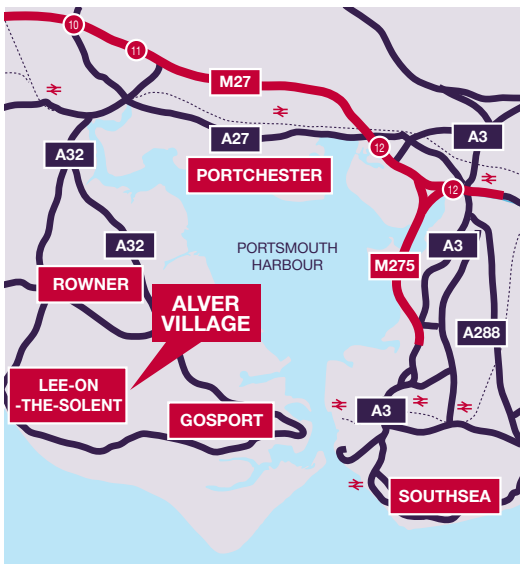 10
11
M27
A27
A32
A3
12
PORTCHESTER
12
A32
PORTSMOUTH
HARBOUR
A3
M275
ROWNER
ALVER
VILLAGE
A288
LEE-ON
-THE-SOLENT
GOSPORT
A3
SOUTHSEA